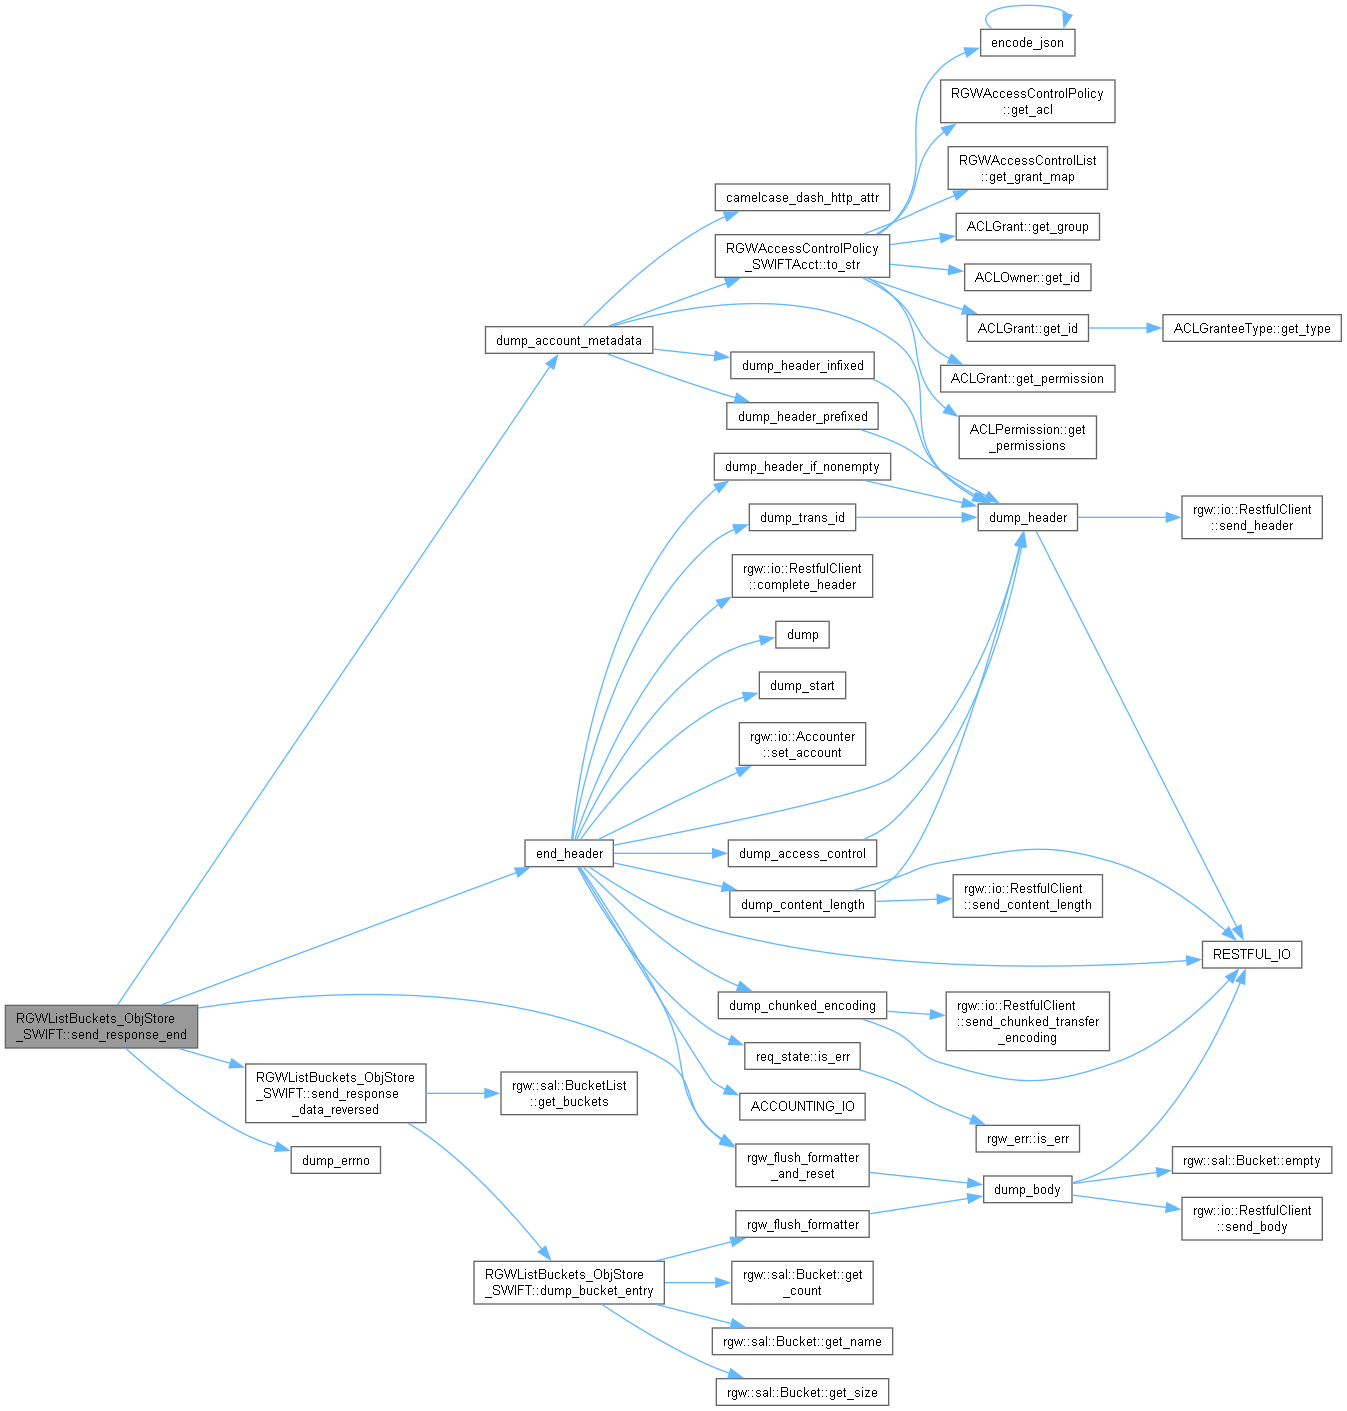 encode_json
RGWAccessControlPolicy
::get_acl
RGWAccessControlList
::get_grant_map
camelcase_dash_http_attr
ACLGrant::get_group
RGWAccessControlPolicy
_SWIFTAcct::to_str
ACLOwner::get_id
ACLGrant::get_id
ACLGranteeType::get_type
dump_account_metadata
dump_header_infixed
ACLGrant::get_permission
dump_header_prefixed
ACLPermission::get
_permissions
dump_header_if_nonempty
dump_trans_id
dump_header
rgw::io::RestfulClient
::send_header
rgw::io::RestfulClient
::complete_header
dump
dump_start
rgw::io::Accounter
::set_account
end_header
dump_access_control
dump_content_length
rgw::io::RestfulClient
::send_content_length
RESTFUL_IO
RGWListBuckets_ObjStore
_SWIFT::send_response_end
dump_chunked_encoding
rgw::io::RestfulClient
::send_chunked_transfer
_encoding
req_state::is_err
RGWListBuckets_ObjStore
_SWIFT::send_response
_data_reversed
rgw::sal::BucketList
::get_buckets
ACCOUNTING_IO
rgw_err::is_err
dump_errno
rgw_flush_formatter
_and_reset
dump_body
rgw::sal::Bucket::empty
rgw_flush_formatter
rgw::io::RestfulClient
::send_body
RGWListBuckets_ObjStore
_SWIFT::dump_bucket_entry
rgw::sal::Bucket::get
_count
rgw::sal::Bucket::get_name
rgw::sal::Bucket::get_size